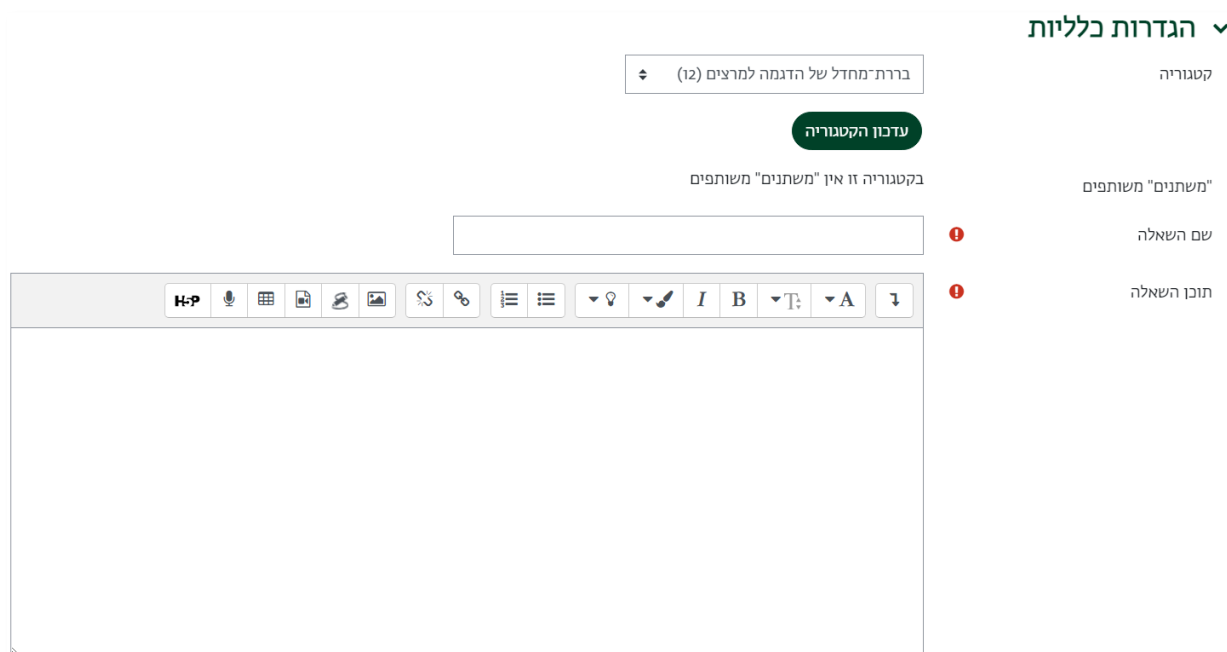 הגדרות כלליות
קטגוריה
בררת־מחדל של הדגמה למרצים (12)
עדכון הקטגוריה
"משתנים" משותפים
בקטגוריה זו אין "משתנים" משותפים
שם השאלה
תוכן השאלה
A T B I H-P